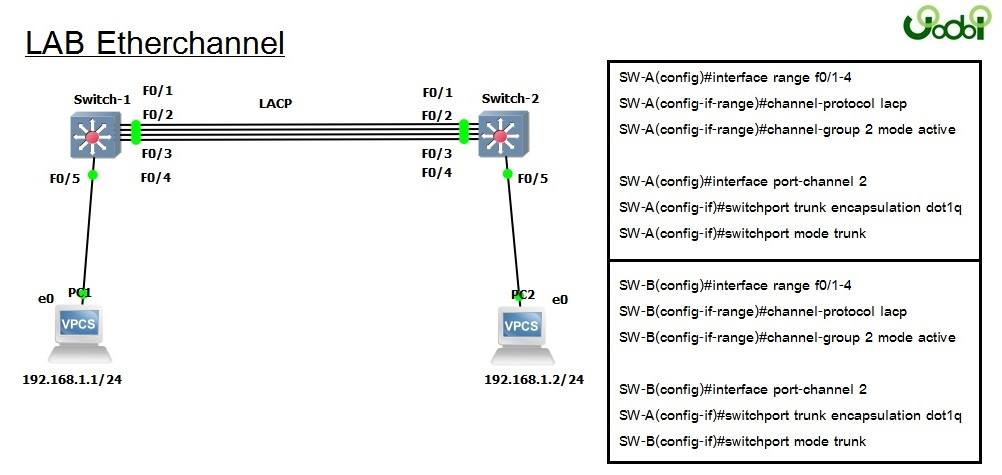 LAB Etherchannel
Uoobi
Switch-1
F0/1
F0/2
LACP
F0/1
F0/2
Switch-2
F0/3
F0/4
F0/5
F0/3
F0/4
F0/5
e0
PC1
VPCS
192.168.1.1/24
PC2
e0
VPCS
192.168.1.2/24
SW-A(config)#interface range f0/1-4
SW-A(config-if-range)#channel-protocol lacp
SW-A(config-if-range)#channel-group 2 mode active
SW-A(config)#interface port-channel 2
SW-A(config-if)#switchport trunk encapsulation dot1q
SW-A(config-if)#switchport mode trunk
SW-B(config)#interface range f0/1-4
SW-B(config-if-range)#channel-protocol lacp
SW-B(config-if-range)#channel-group 2 mode active
SW-B(config)#interface port-channel 2
SW-A(config-if)#switchport trunk encapsulation dot1q
SW-B(config-if)#switchport mode trunk